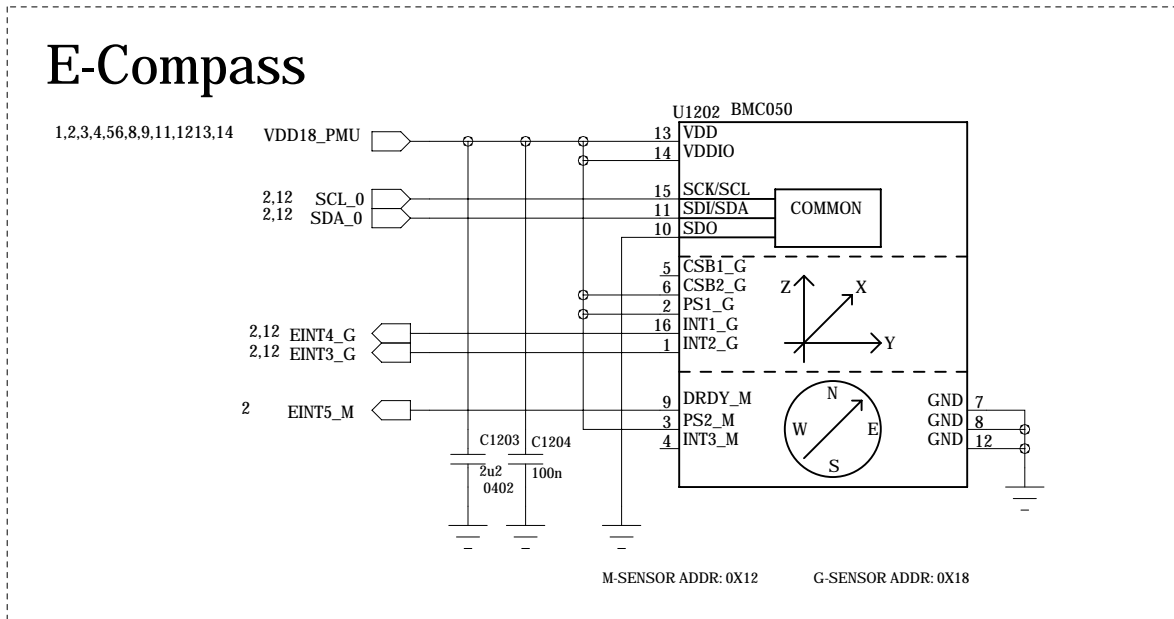 E-Compass
U1202 BMC050
1,2,3,4,56,8,9,11,1213,14 VDD18_PMU 13 VDD
14 VDDIO
2,12 SCL_0 15 SCK/SCL
2,12 SDA_0 11 SDI/SDA COMMON
10 SDO
5 CSB1_G
6 CSB2_G Z X
2 PS1_G
2,12 EINT4_G 16 INT1_G
2,12 EINT3_G 1 INT2_G Y
2 EINT5_M 9 DRDY_M N GND 7
3 PS2_M W E GND 8
4 INT3_M GND 12
S
C1203 C1204
2u2 100n
0402
M-SENSOR ADDR: 0X12 G-SENSOR ADDR: 0X18